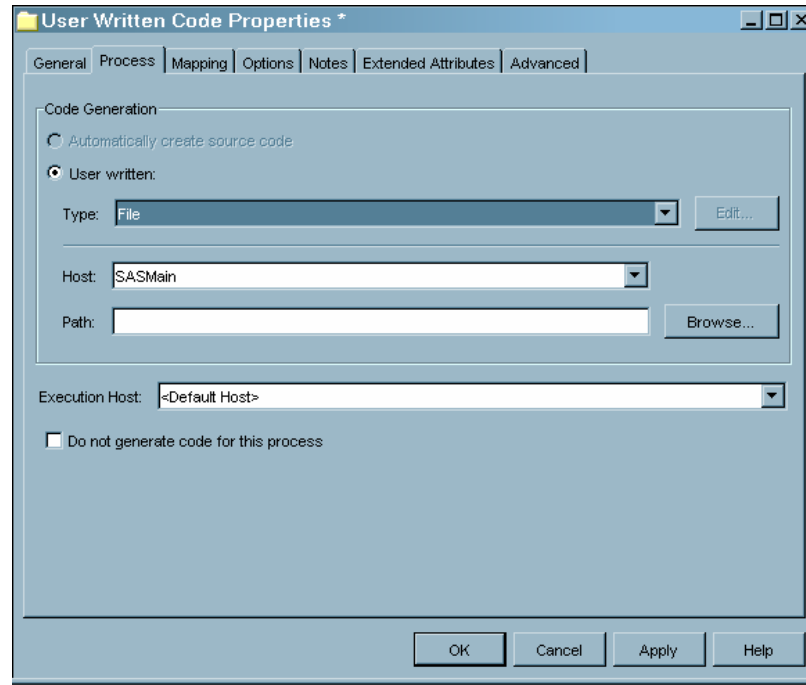 User Written Code Properties *
General Process Mapping Options Notes Extended Attributes Advanced
Code Generation
Automatically create source code
User written:
Type: File Edit...
Host: SASMain
Path: Browse...
Execution Host: <Default Host>
Do not generate code for this process
OK Cancel Apply Help